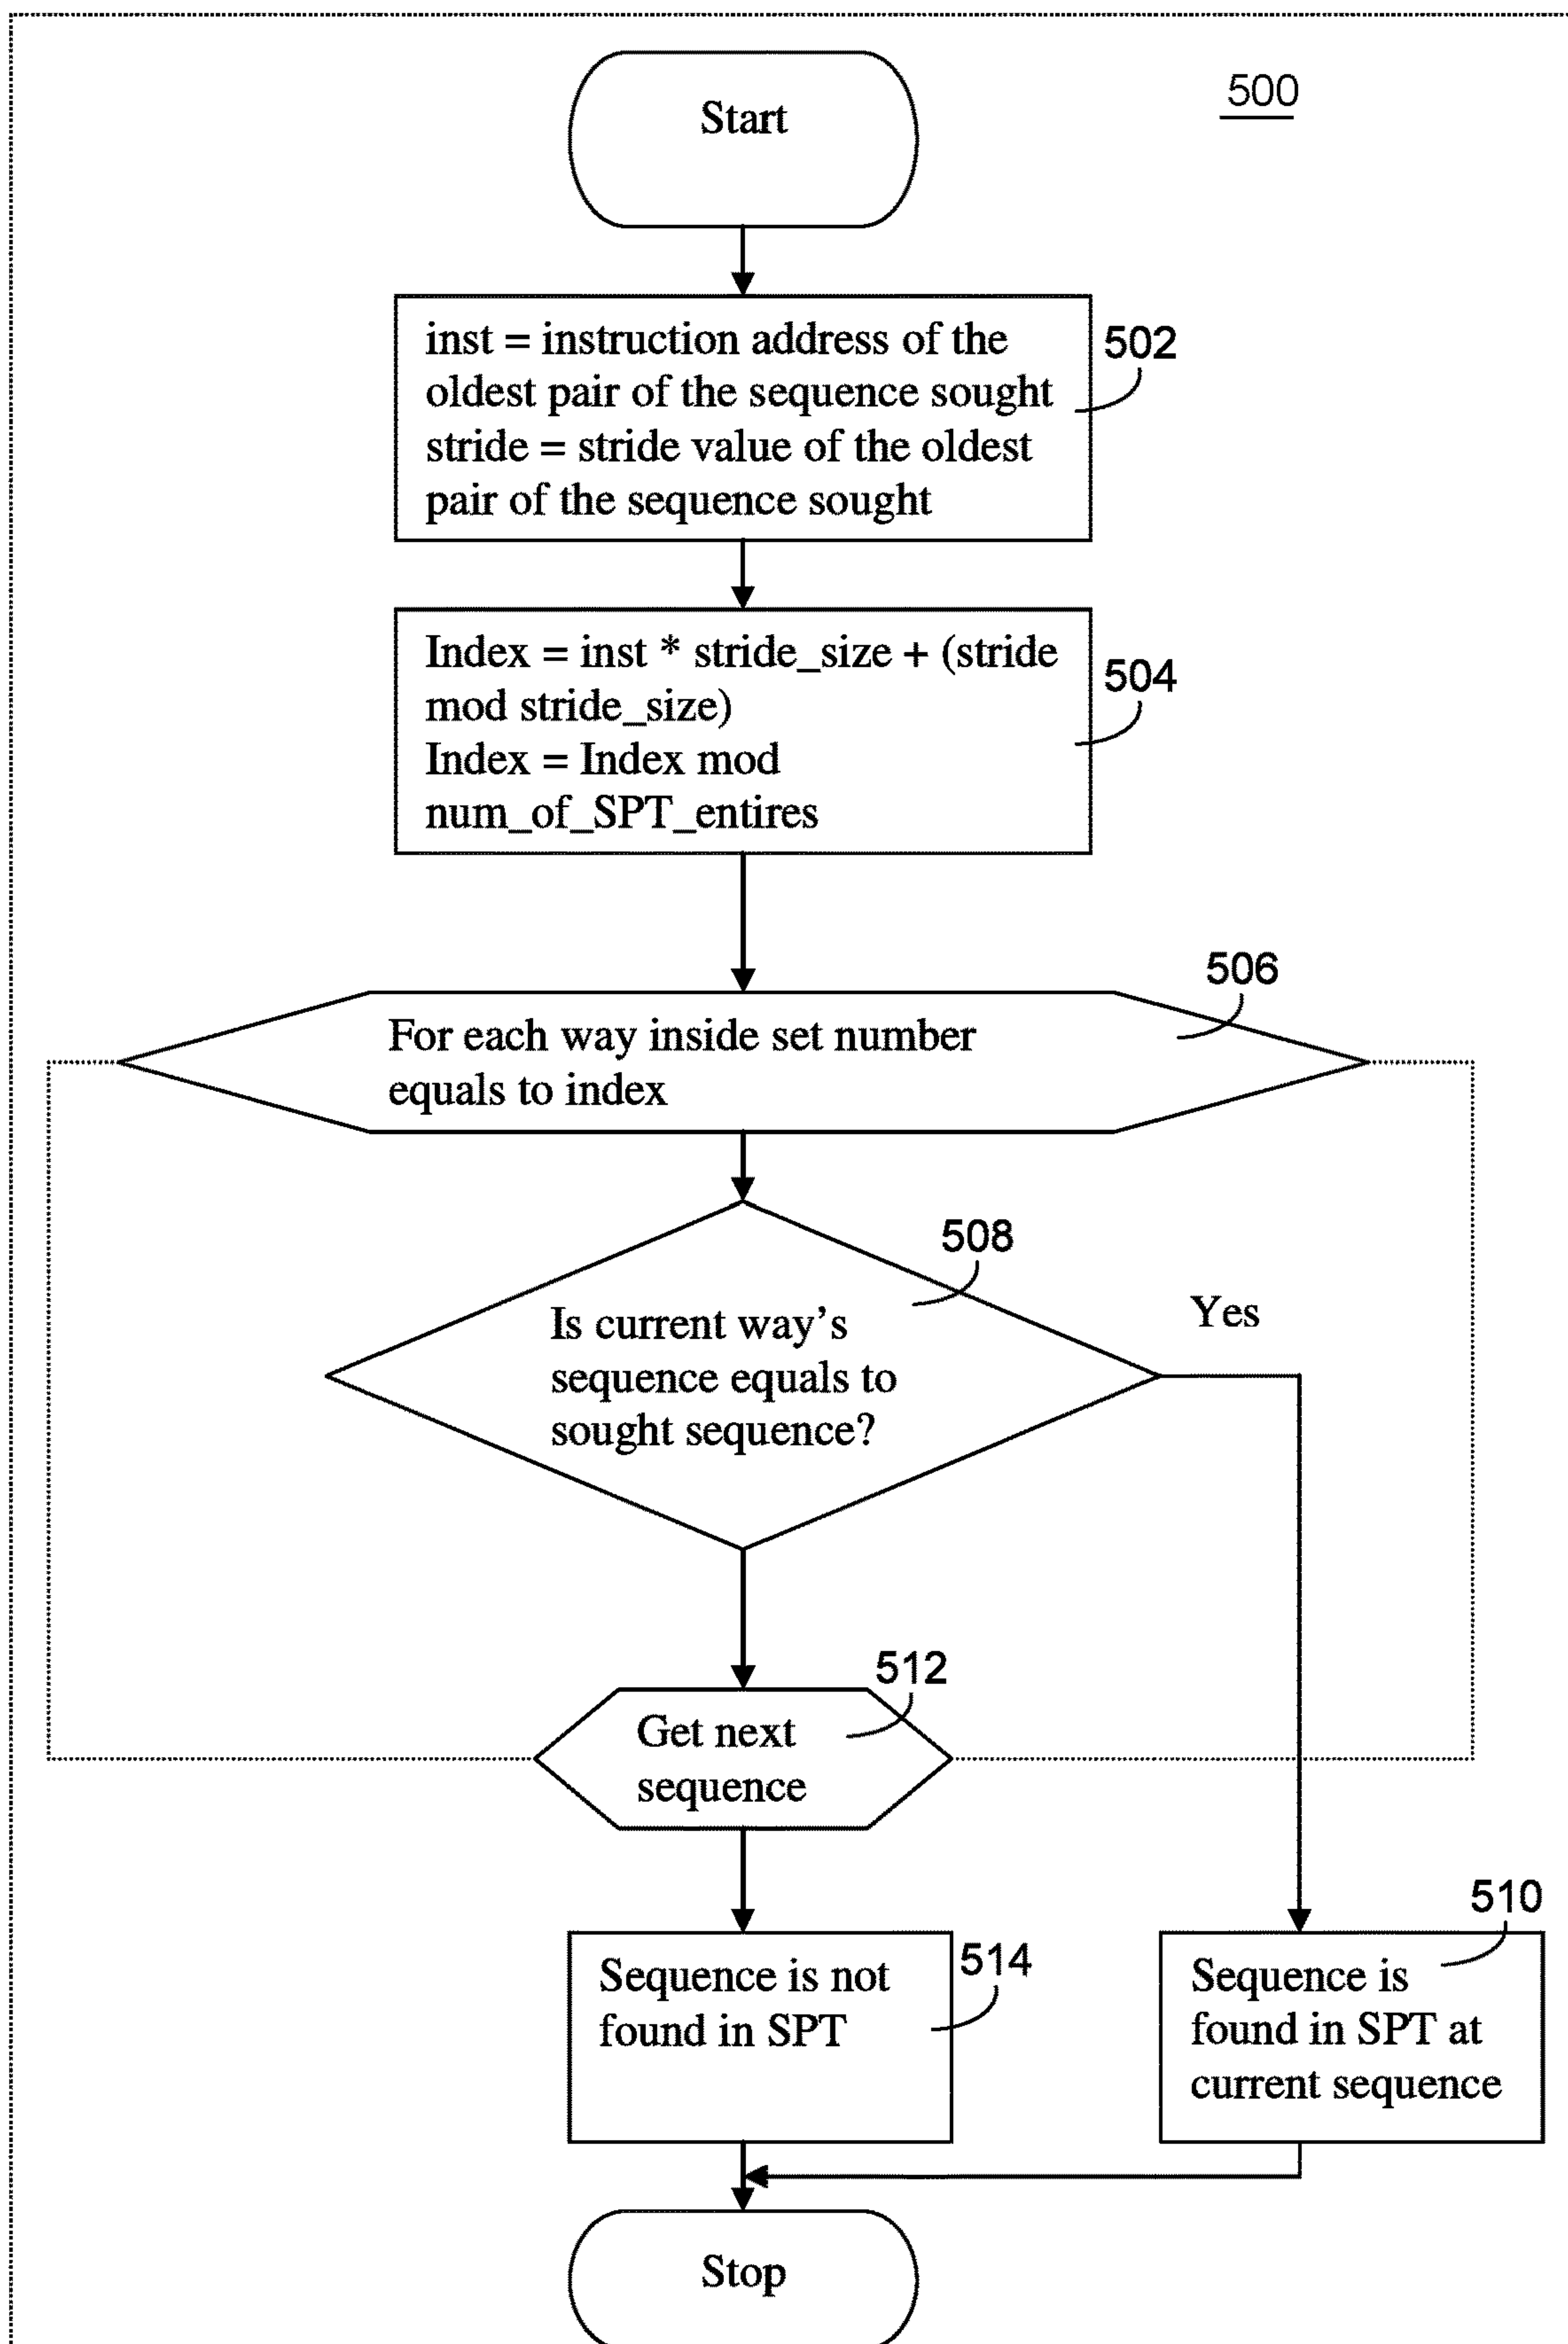 500
Start
inst = instruction address of the
oldest pair of the sequence sought
stride = stride value of the oldest
pair of the sequence sought
502
Index = inst * stride_size + (stride
mod stride_size)
Index = Index mod
num_of_SPT_entires
504
506
For each way inside set number
equals to index
508
Is current way’s
sequence equals to
sought sequence?
Yes
512
Get next
sequence
514
Sequence is not
found in SPT
510
Sequence is
found in SPT at
current sequence
Stop